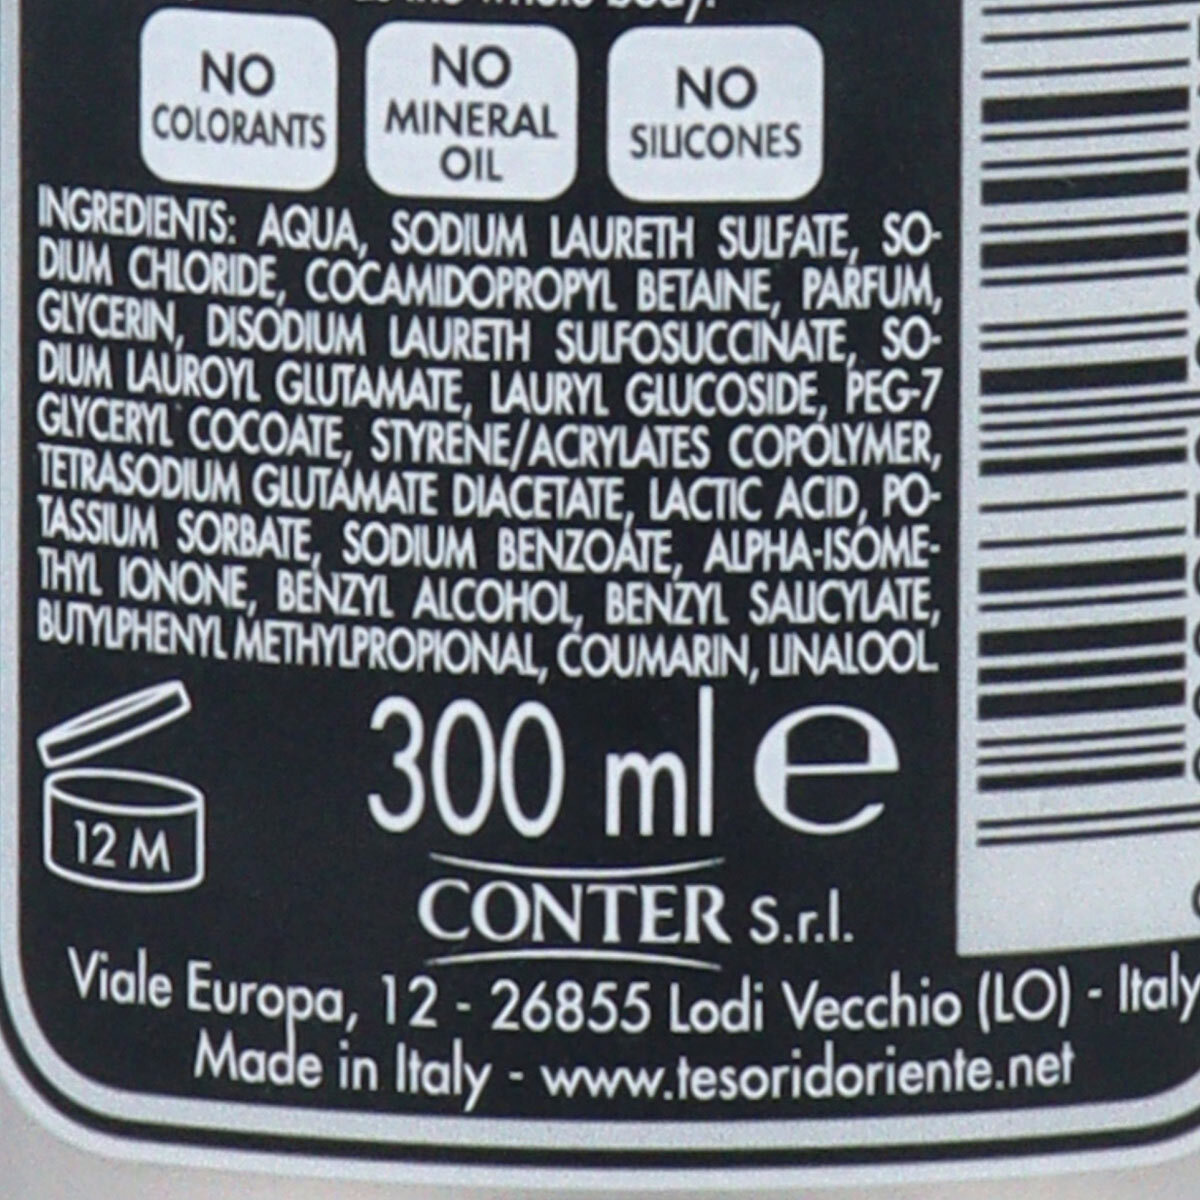 the whole body.
NO
COLORANTS
NO
MINERAL
OIL
NO
SILICONES
INGREDIENTS: AQUA, SODIUM LAURETH SULFATE, SO-
DIUM CHLORIDE, COCAMIDOPROPYL BETAINE, PARFUM,
GLYCERIN, DISODIUM LAURETH SULFOSUCCINATE, SO-
DIUM LAUROYL GLUTAMATE, LAURYL GLUCOSIDE, PEG-7
GLYCERYL COCOATE, STYRENE/ACRYLATES COPOLYMER,
TETRASODIUM GLUTAMATE DIACETATE, LACTIC ACID, PO-
TASSIUM SORBATE, SODIUM BENZOATE, ALPHA-ISOME-
THYL IONONE, BENZYL ALCOHOL, BENZYL SALICYLATE,
BUTYLPHENYL METHYLPROPIONAL, COUMARIN, LINALOOL.
300 ml e
12 M
CONTER S.r.l.
Viale Europa, 12 - 26855 Lodi Vecchio (LO) - Italy
Made in Italy - www.tesoridoriente.net